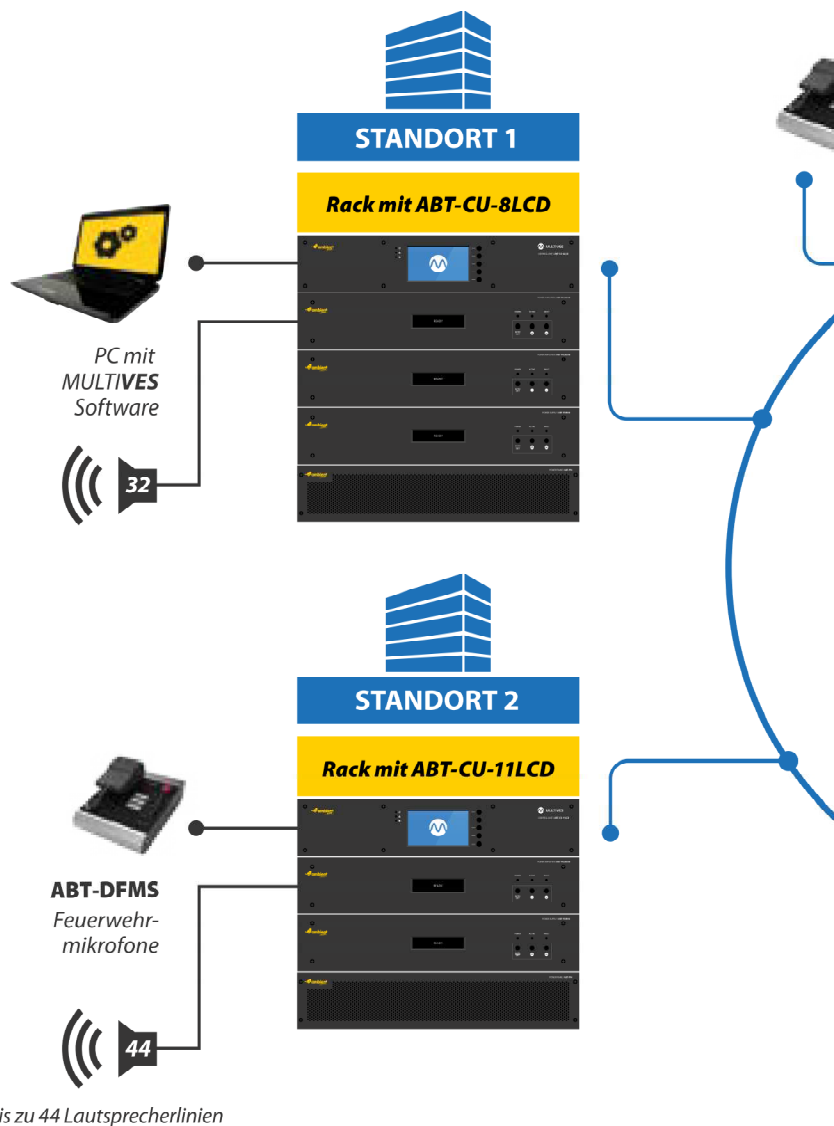 STANDORT 1
Rack mit ABT-CU-8LCD
PC mit
MULTIVES
Software
32
STANDORT 2
Rack mit ABT-CU-11LCD
ABT-DFMS
Feuerwehr-
mikrofone
44
is zu 44 Lautsprecherlinien